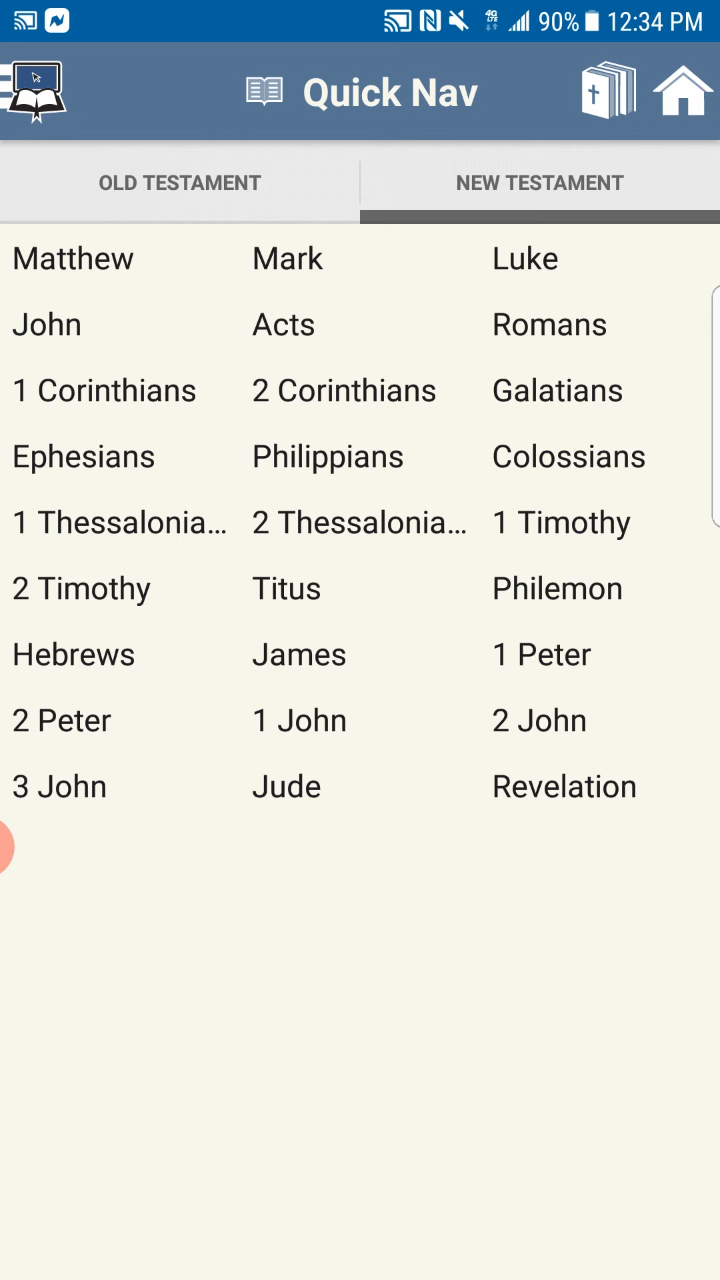 4G LTE 90% 12:34 PM
Quick Nav
OLD TESTAMENT NEW TESTAMENT
Matthew Mark Luke
John Acts Romans
1 Corinthians 2 Corinthians Galatians
Ephesians Philippians Colossians
1 Thessalonia... 2 Thessalonia... 1 Timothy
2 Timothy Titus Philemon
Hebrews James 1 Peter
2 Peter 1 John 2 John
3 John Jude Revelation